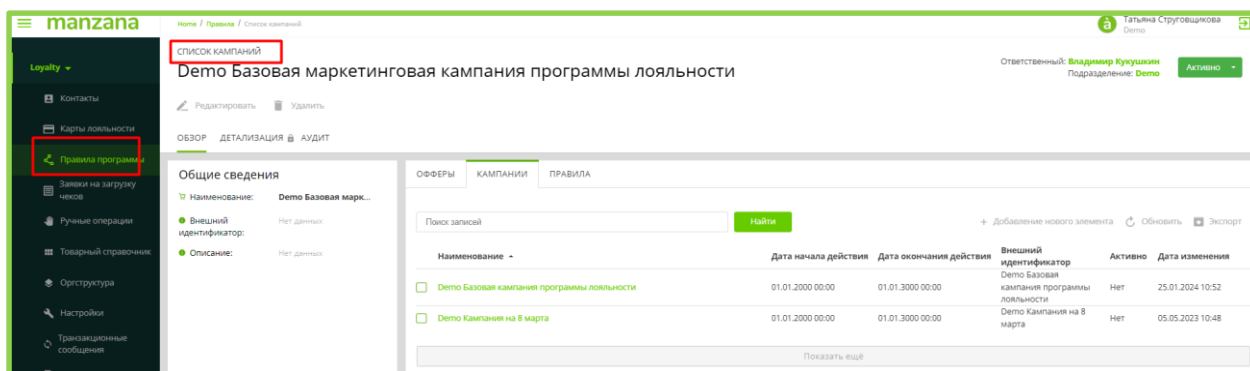 manzana
Home / Правила / Список кампаний
Татьяна Струговщикова
Demo
Loyalty
Контакты
Карты лояльности
Правила программы
Заявки на загрузку
чеков
Ручные операции
Товарный справочник
Оргструктура
Настройки
Транзакционные
сообщения
СПИСОК КАМПАНИЙ
Demo Базовая маркетинговая кампания программы лояльности
Ответственный: Владимир Кукушкин
Подразделение: Demo
Активно
Редактировать Удалить
ОБЗОР ДЕТАЛИЗАЦИЯ АУДИТ
Общие сведения
Наименование: Demo Базовая марк...
Внешний
идентификатор: Нет данных
Описание: Нет данных
ОФФЕРЫ КАМПАНИИ ПРАВИЛА
Поиск записей Найти + Добавление нового элемента Обновить Экспорт
Наименование Дата начала действия Дата окончания действия Внешний
идентификатор Активно Дата изменения
Demo Базовая кампания программы лояльности 01.01.2000 00:00 01.01.3000 00:00 Demo Базовая
кампания программы
лояльности Нет 25.01.2024 10:52
Demo Кампания на 8 марта 01.01.2000 00:00 01.01.3000 00:00 Demo Кампания на 8
марта Нет 05.05.2023 10:48
Показать ещё